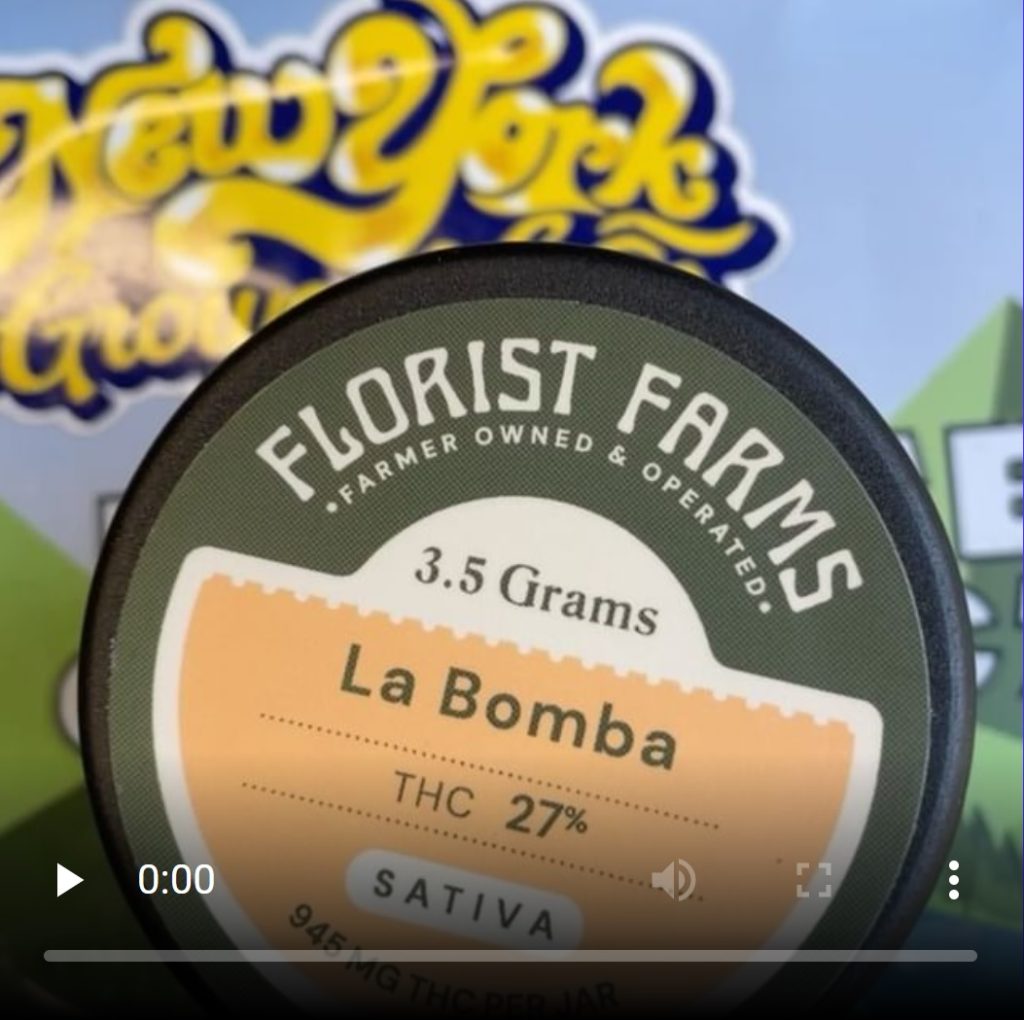 New York
Grow
FLORIST FARMS
•FARMER OWNED & OPERATED•
3.5 Grams
La Bomba
THC 27%
SATIVA
945 MG THC PER JAR
0:00